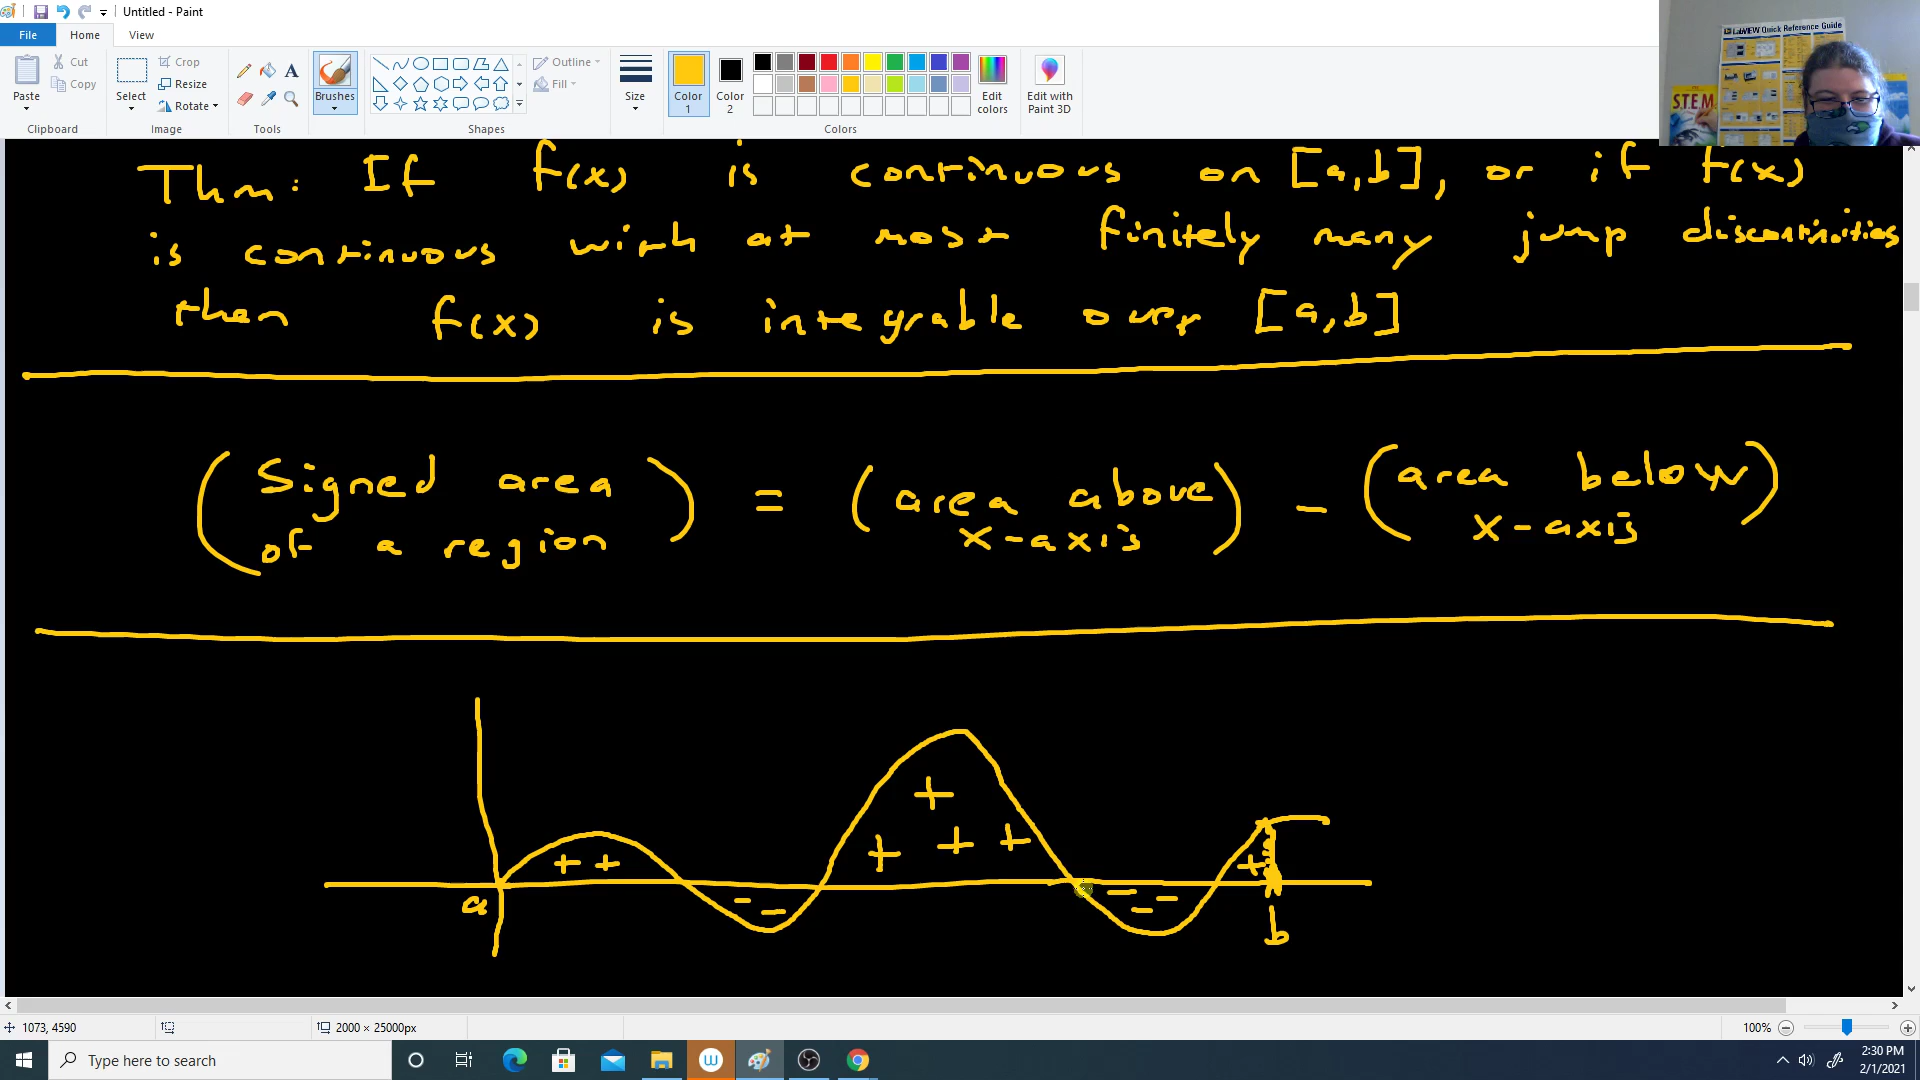 Untitled - Paint
File Home View
Paste Cut Copy Clipboard
Select Crop Resize Rotate Image
Tools
Brushes
Shapes Outline Fill
Size
Color 1 Color 2 Edit colors Colors
Edit with Paint 3D
LabVIEW Quick Reference Guide
S.T.E.M
Thm: If f(x) is continuous on [a,b], or if f(x)
is continuous with at most finitely many jump discontinuities
then f(x) is integrable over [a,b]
(Signed area of a region) = (area above x-axis) - (area below x-axis)
+
+ + +
+ + +
- - - - -
a b
1073, 4590 2000 × 25000px 100%
Type here to search
2:30 PM
2/1/2021